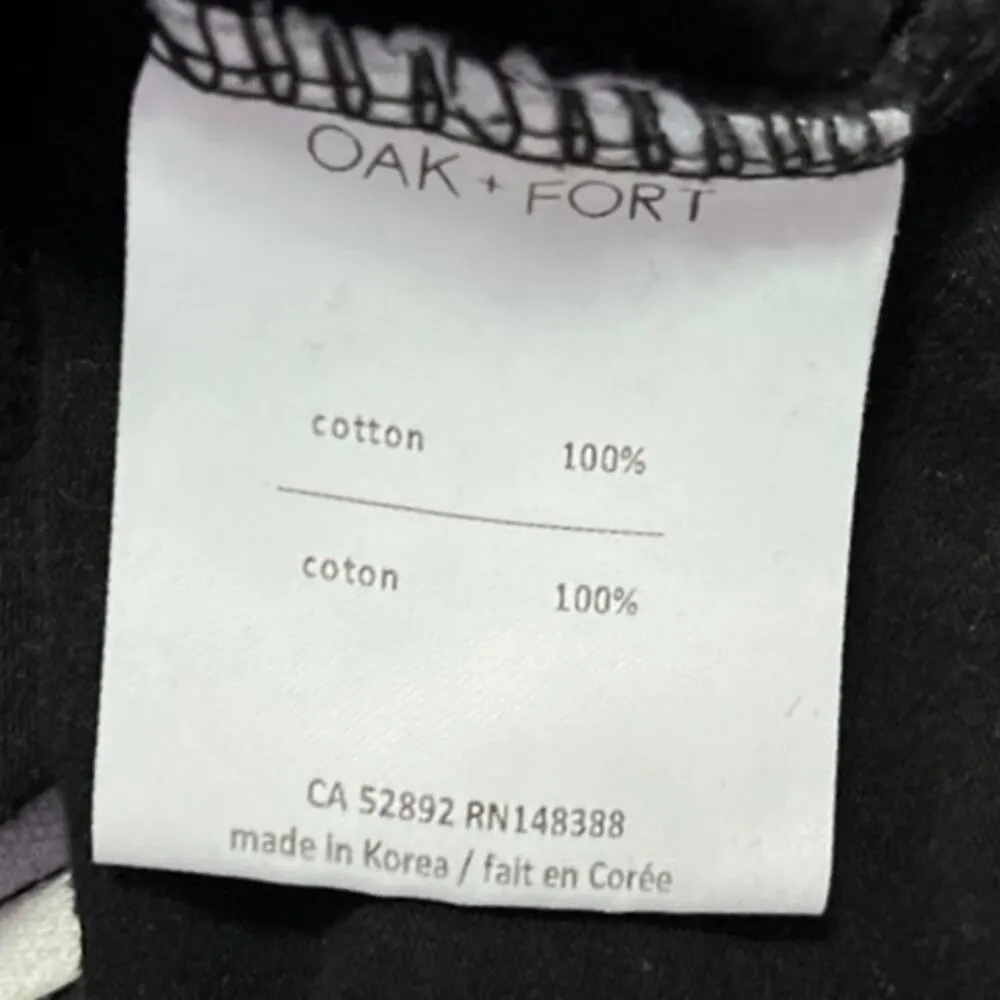 OAK + FORT
cotton 100%
coton 100%
CA 52892 RN148388
made in Korea / fait en Corée